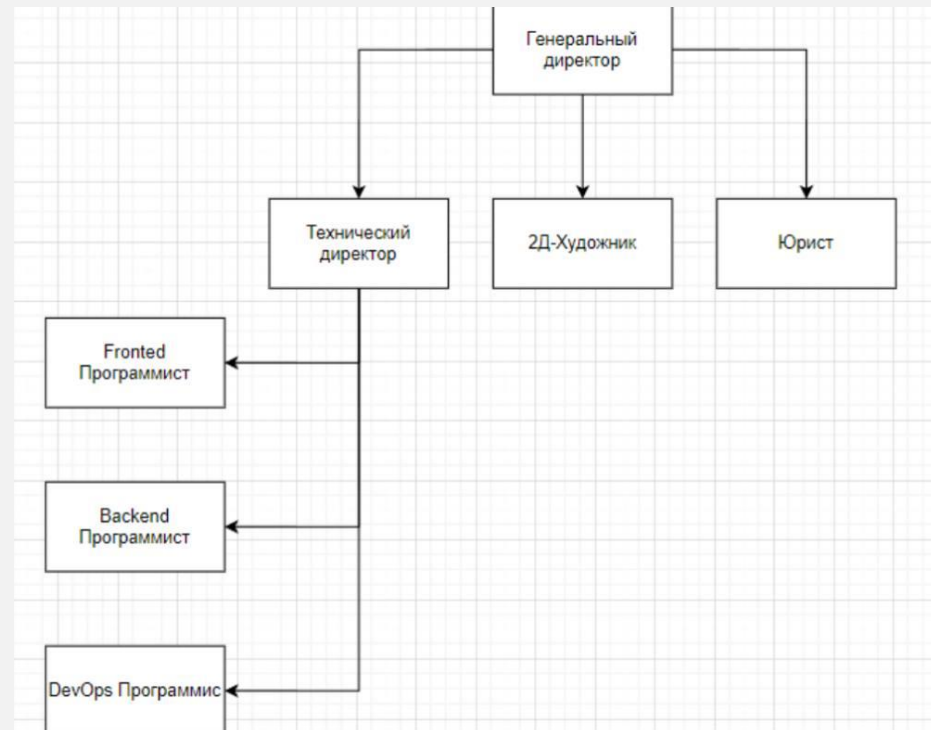 Генеральный
директор
Технический
директор
2Д-Художник
Юрист
Fronted
Программист
Backend
Программист
DevOps Программис